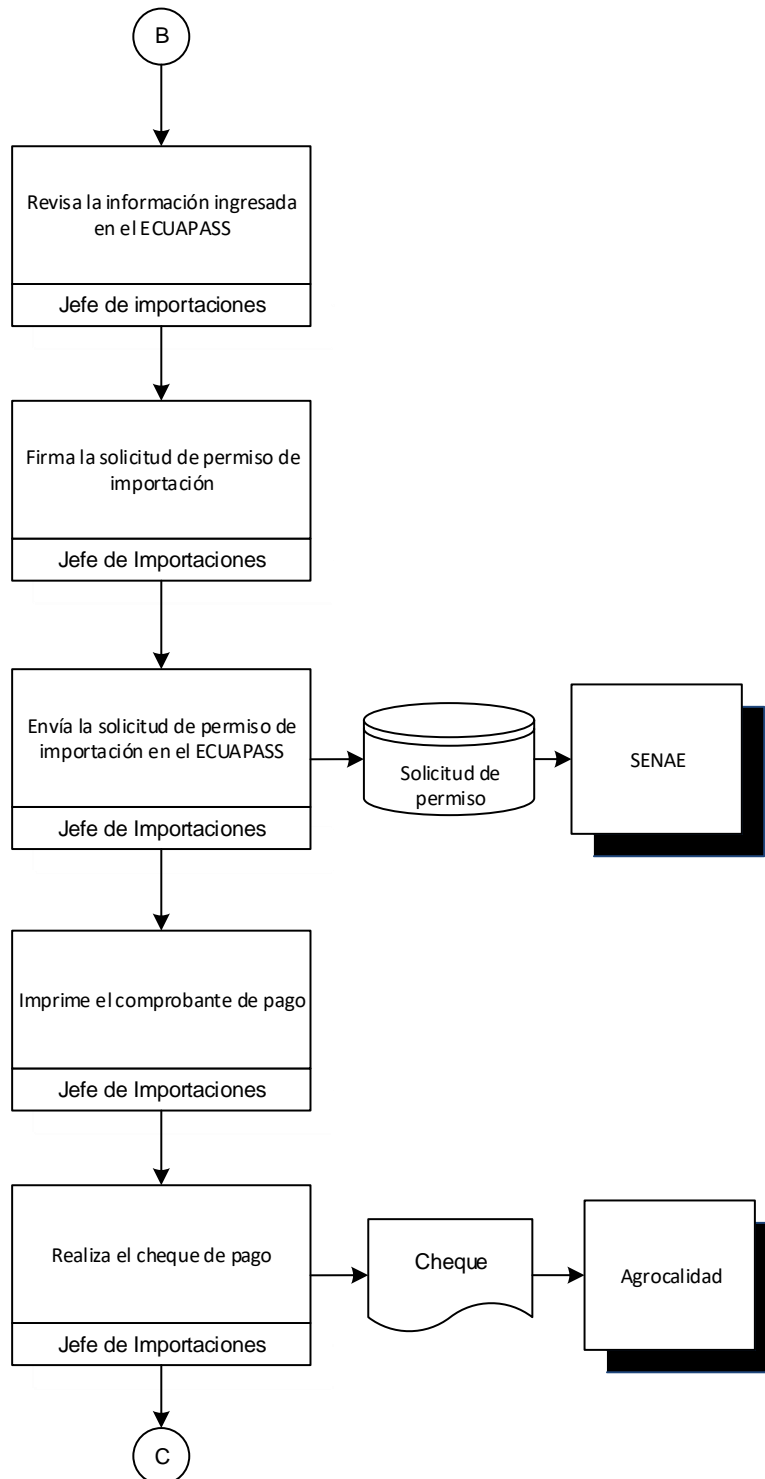 B
Revisa la información ingresada
en el ECUAPASS
Jefe de importaciones
Firma la solicitud de permiso de
importación
Jefe de Importaciones
Envía la solicitud de permiso de
importación en el ECUAPASS
Jefe de Importaciones
Solicitud de
permiso
SENAE
Imprime el comprobante de pago
Jefe de Importaciones
Realiza el cheque de pago
Jefe de Importaciones
Cheque
Agrocalidad
C